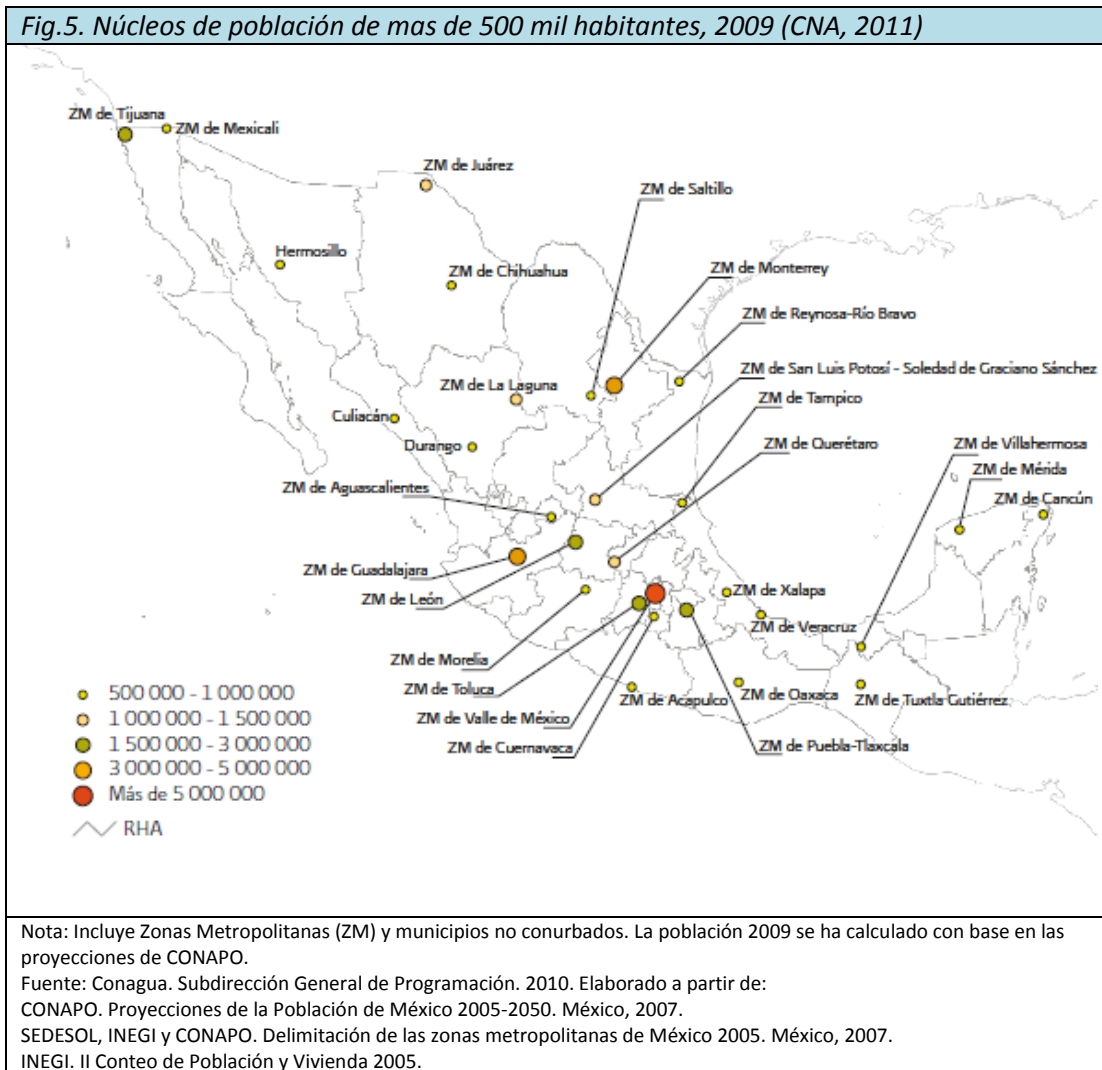 Fig.5. Núcleos de población de mas de 500 mil habitantes, 2009 (CNA, 2011)
ZM de Tijuana
ZM de Mexicali
ZM de Juárez
ZM de Saltillo
Hermosillo
ZM de Chihuahua
ZM de Monterrey
ZM de Reynosa-Río Bravo
ZM de San Luis Potosí - Soledad de Graciano Sánchez
ZM de La Laguna
ZM de Tampico
Culiacán
Durango
ZM de Querétaro
ZM de Villahermosa
ZM de Mérida
ZM de Aguascalientes
ZM de Cancún
ZM de Guadalajara
ZM de León
ZM de Xalapa
ZM de Veracruz
ZM de Morelia
ZM de Toluca
ZM de Acapulco
ZM de Oaxaca
ZM de Tuxtla Gutiérrez
ZM de Valle de México
ZM de Cuernavaca
ZM de Puebla-Tlaxcala
500 000 - 1 000 000
1 000 000 - 1 500 000
1 500 000 - 3 000 000
3 000 000 - 5 000 000
Más de 5 000 000
RHA
Nota: Incluye Zonas Metropolitanas (ZM) y municipios no conurbados. La población 2009 se ha calculado con base en las
proyecciones de CONAPO.
Fuente: Conagua. Subdirección General de Programación. 2010. Elaborado a partir de:
CONAPO. Proyecciones de la Población de México 2005-2050. México, 2007.
SEDESOL, INEGI y CONAPO. Delimitación de las zonas metropolitanas de México 2005. México, 2007.
INEGI. II Conteo de Población y Vivienda 2005.